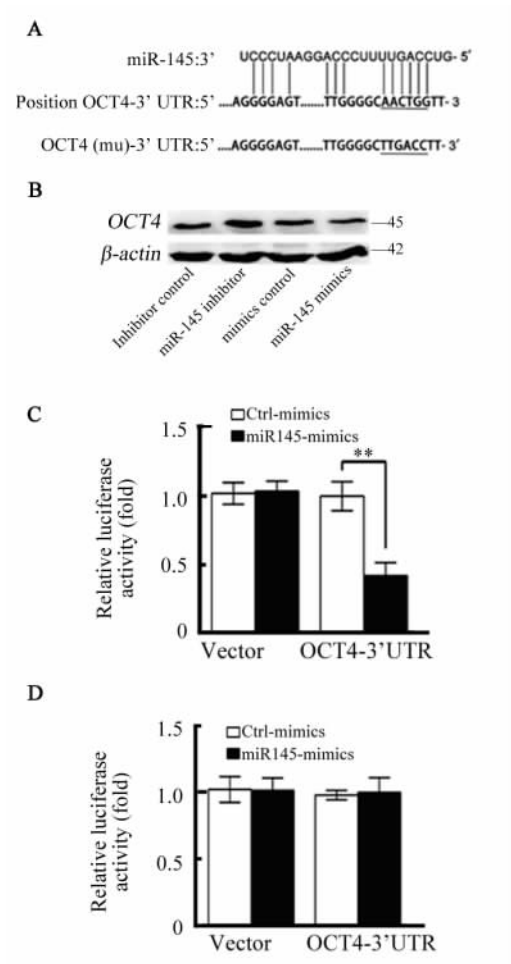 A
miR-145:3' UCCCUAAGGACCCUUUUGACCUG- 5'
Position OCT4-3' UTR:5' ....AGGGGAGT.......TTGGGGCAACTGGTT- 3
OCT4 (mu)-3' UTR:5' ....AGGGGAGT.......TTGGGGCTTGACCTT- 3'
B
OCT4 —45
β-actin —42
Inhibitor control
miR-145 inhibitor
mimics control
miR-145 mimics
C
Relative luciferase
activity (fold)
1.5
1.0
0.5
0
Ctrl-mimics
miR145-mimics
**
Vector OCT4-3'UTR
D
Relative luciferase
activity (fold)
1.5
1.0
0.5
0
Ctrl-mimics
miR145-mimics
Vector OCT4-3'UTR